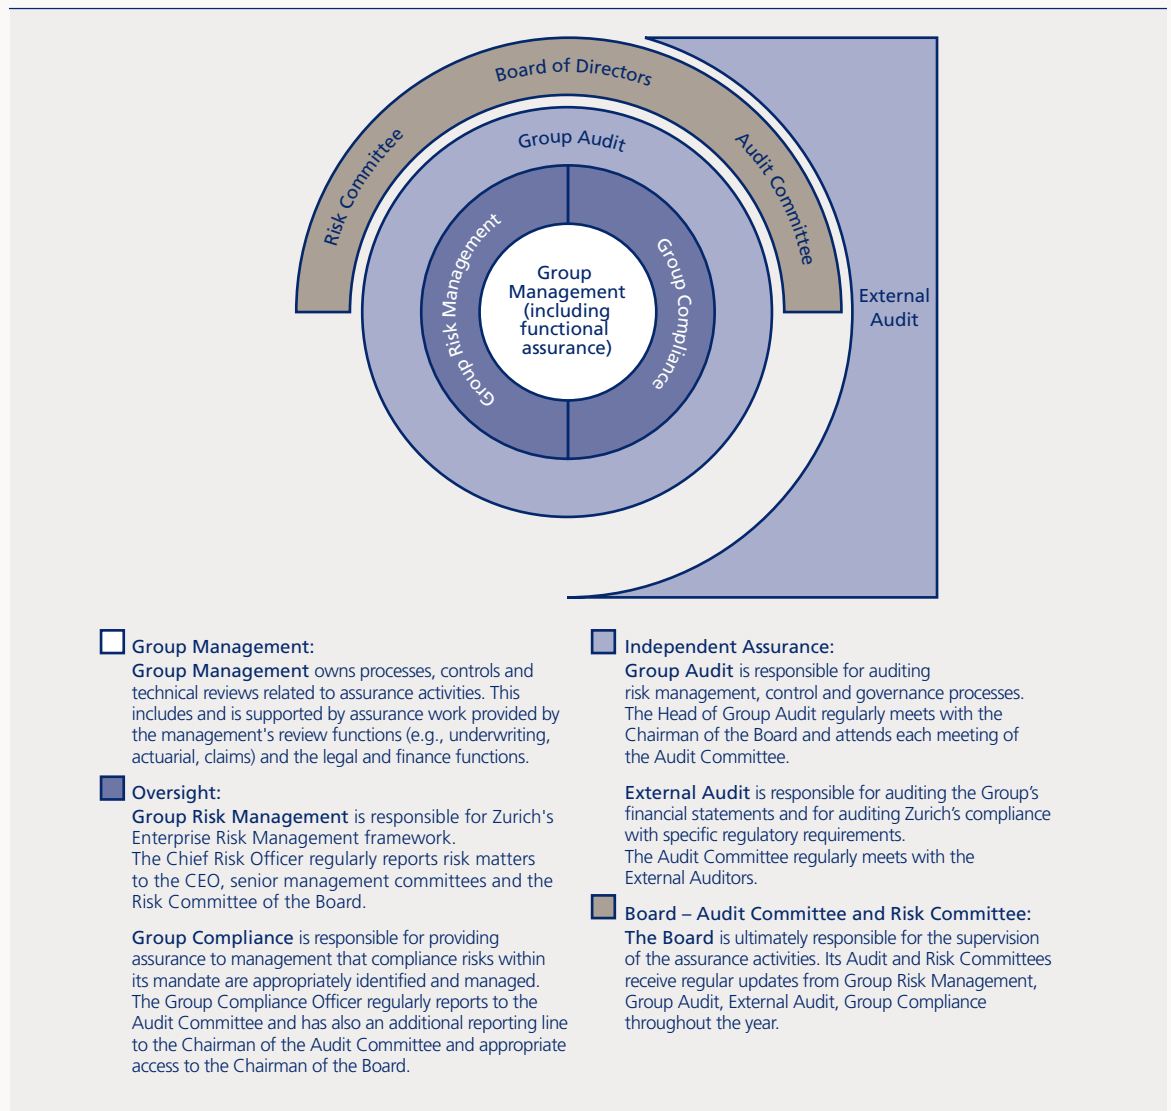 Board of Directors
Risk Committee
Audit Committee
Group Audit
Group Risk Management
Group Compliance
Group
Management
(including
functional
assurance)
External
Audit
Group Management:
Group Management owns processes, controls and
technical reviews related to assurance activities. This
includes and is supported by assurance work provided by
the management's review functions (e.g., underwriting,
actuarial, claims) and the legal and finance functions.
Oversight:
Group Risk Management is responsible for Zurich's
Enterprise Risk Management framework.
The Chief Risk Officer regularly reports risk matters
to the CEO, senior management committees and the
Risk Committee of the Board.
Group Compliance is responsible for providing
assurance to management that compliance risks within
its mandate are appropriately identified and managed.
The Group Compliance Officer regularly reports to the
Audit Committee and has also an additional reporting line
to the Chairman of the Audit Committee and appropriate
access to the Chairman of the Board.
Independent Assurance:
Group Audit is responsible for auditing
risk management, control and governance processes.
The Head of Group Audit regularly meets with the
Chairman of the Board and attends each meeting of
the Audit Committee.
External Audit is responsible for auditing the Group’s
financial statements and for auditing Zurich’s compliance
with specific regulatory requirements.
The Audit Committee regularly meets with the
External Auditors.
Board – Audit Committee and Risk Committee:
The Board is ultimately responsible for the supervision
of the assurance activities. Its Audit and Risk Committees
receive regular updates from Group Risk Management,
Group Audit, External Audit, Group Compliance
throughout the year.